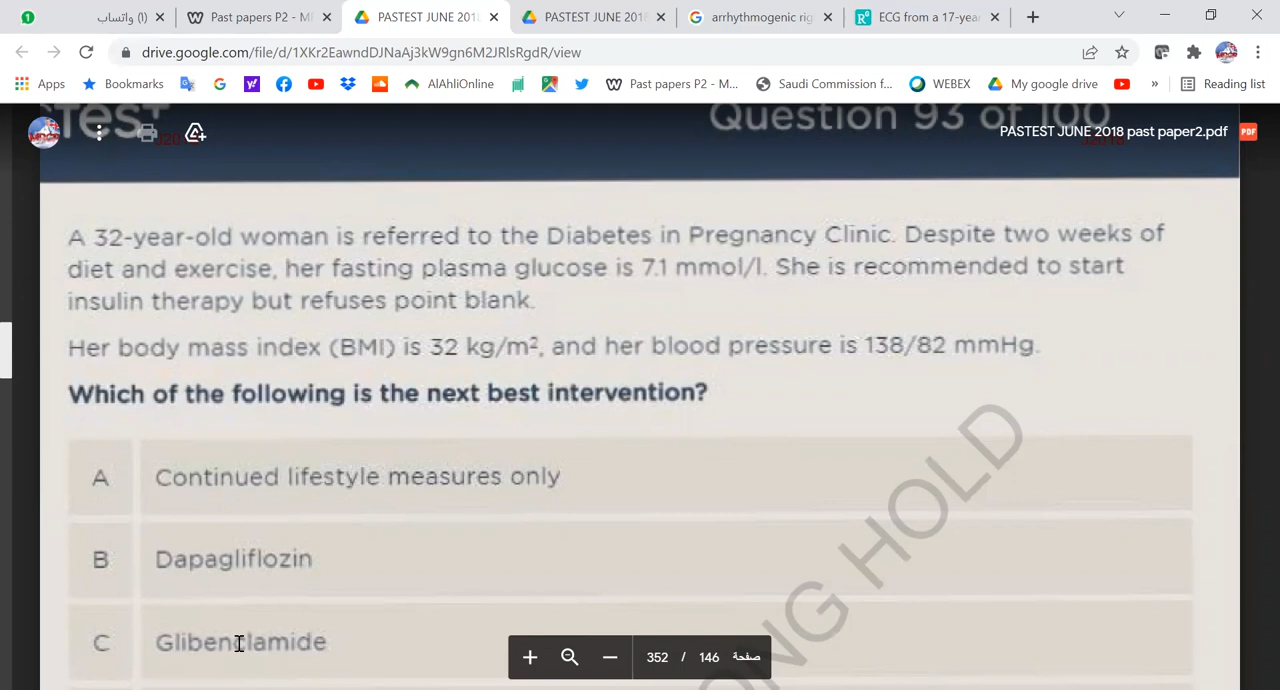 1
(1) واتساب
Past papers P2 - M
PASTEST JUNE 201
PASTEST JUNE 201
arrhythmogenic rig
ECG from a 17-yea
drive.google.com/file/d/1XKr2EawndDJNaAj3kW9gn6M2JRIsRgdR/view
Apps
Bookmarks
AlAhliOnline
Past papers P2 - M...
Saudi Commission f...
WEBEX
My google drive
»
Reading list
Test
Question 93 of 100
PASTEST JUNE 2018 past paper2.pdf
PDF
A 32-year-old woman is referred to the Diabetes in Pregnancy Clinic. Despite two weeks of
diet and exercise, her fasting plasma glucose is 7.1 mmol/l. She is recommended to start
insulin therapy but refuses point blank.
Her body mass index (BMI) is 32 kg/m², and her blood pressure is 138/82 mmHg.
Which of the following is the next best intervention?
A Continued lifestyle measures only
B Dapagliflozin
C Glibenclamide
HOLD
352 / 146 صفحة